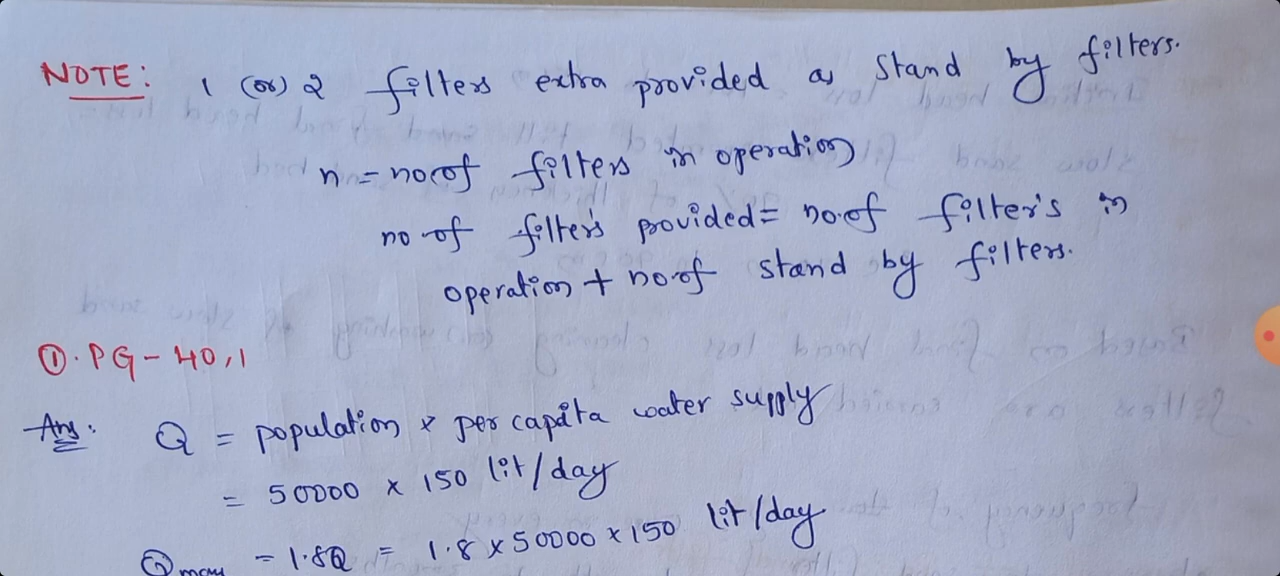 NOTE: 1 (or) 2 filters extra provided as stand by filters.
n = no of filters in operation
no of filter's provided = no of filter's in
operation + no of stand by filters.
①. PG - 40,1
Ans. Q = population x per capita water supply
= 50000 x 150 lit/day
Qmax = 1.8Q = 1.8 x 50000 x 150 lit/day